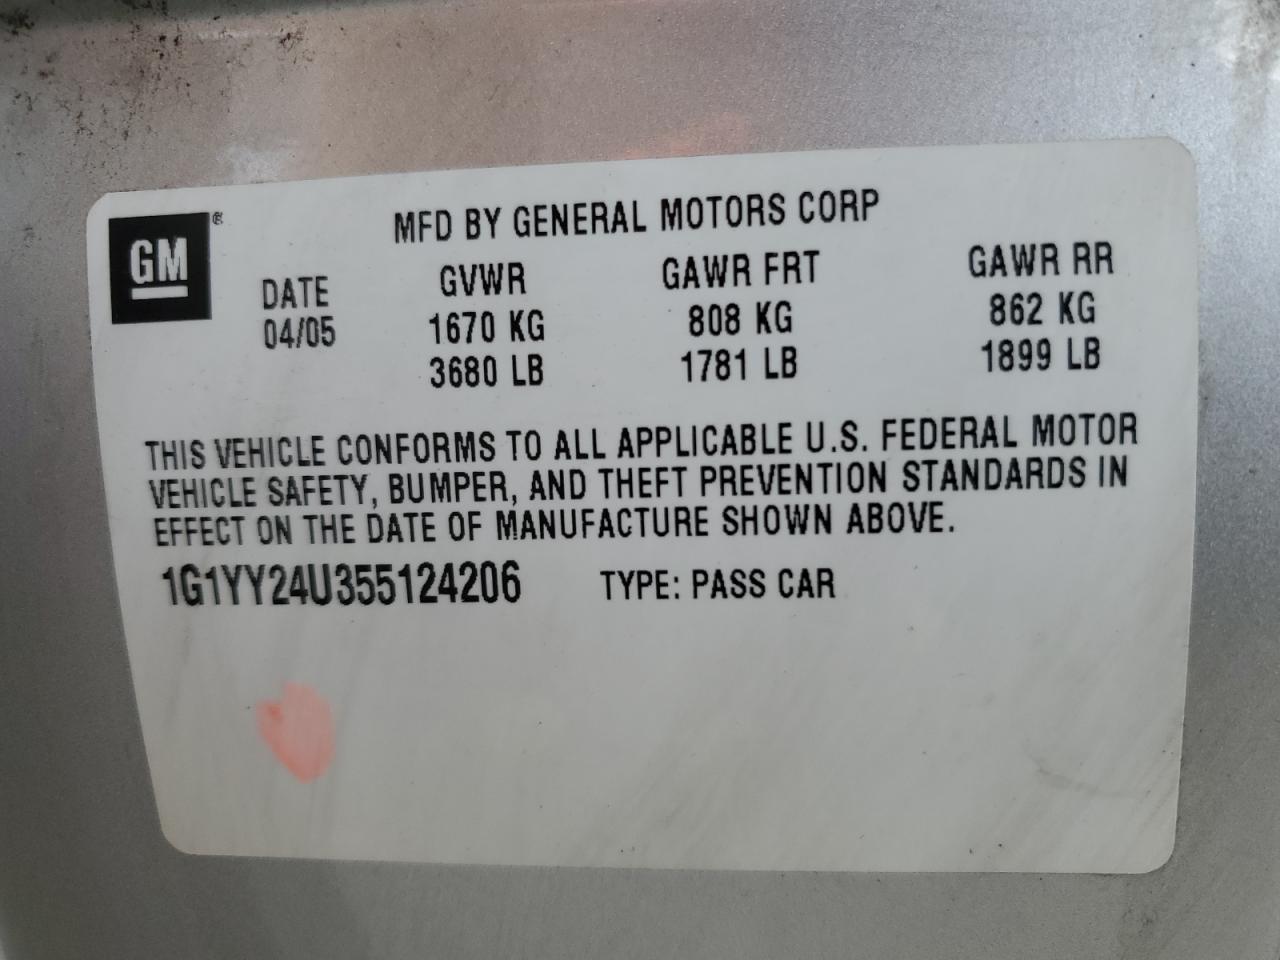 GM ®
MFD BY GENERAL MOTORS CORP
DATE GVWR GAWR FRT GAWR RR
04/05 1670 KG 808 KG 862 KG
3680 LB 1781 LB 1899 LB
THIS VEHICLE CONFORMS TO ALL APPLICABLE U.S. FEDERAL MOTOR
VEHICLE SAFETY, BUMPER, AND THEFT PREVENTION STANDARDS IN
EFFECT ON THE DATE OF MANUFACTURE SHOWN ABOVE.
1G1YY24U355124206 TYPE: PASS CAR